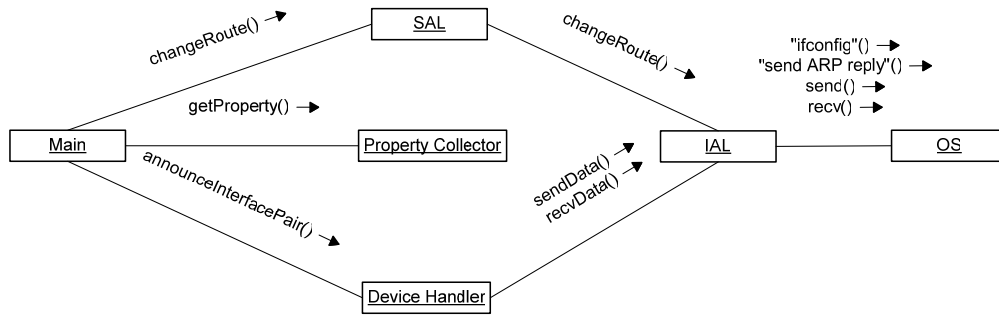 SAL
changeRoute()
changeRoute()
"ifconfig"()
"send ARP reply"()
send()
recv()
getProperty()
Main
Property Collector
IAL
OS
announceInterfacePair()
sendData()
recvData()
Device Handler